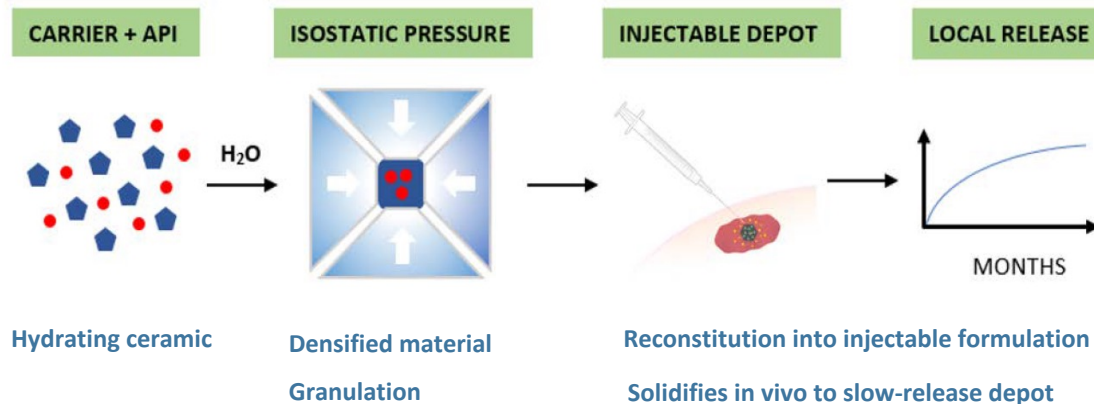 CARRIER + API
ISOSTATIC PRESSURE
INJECTABLE DEPOT
LOCAL RELEASE
H₂O
MONTHS
Hydrating ceramic
Densified material
Granulation
Reconstitution into injectable formulation
Solidifies in vivo to slow-release depot